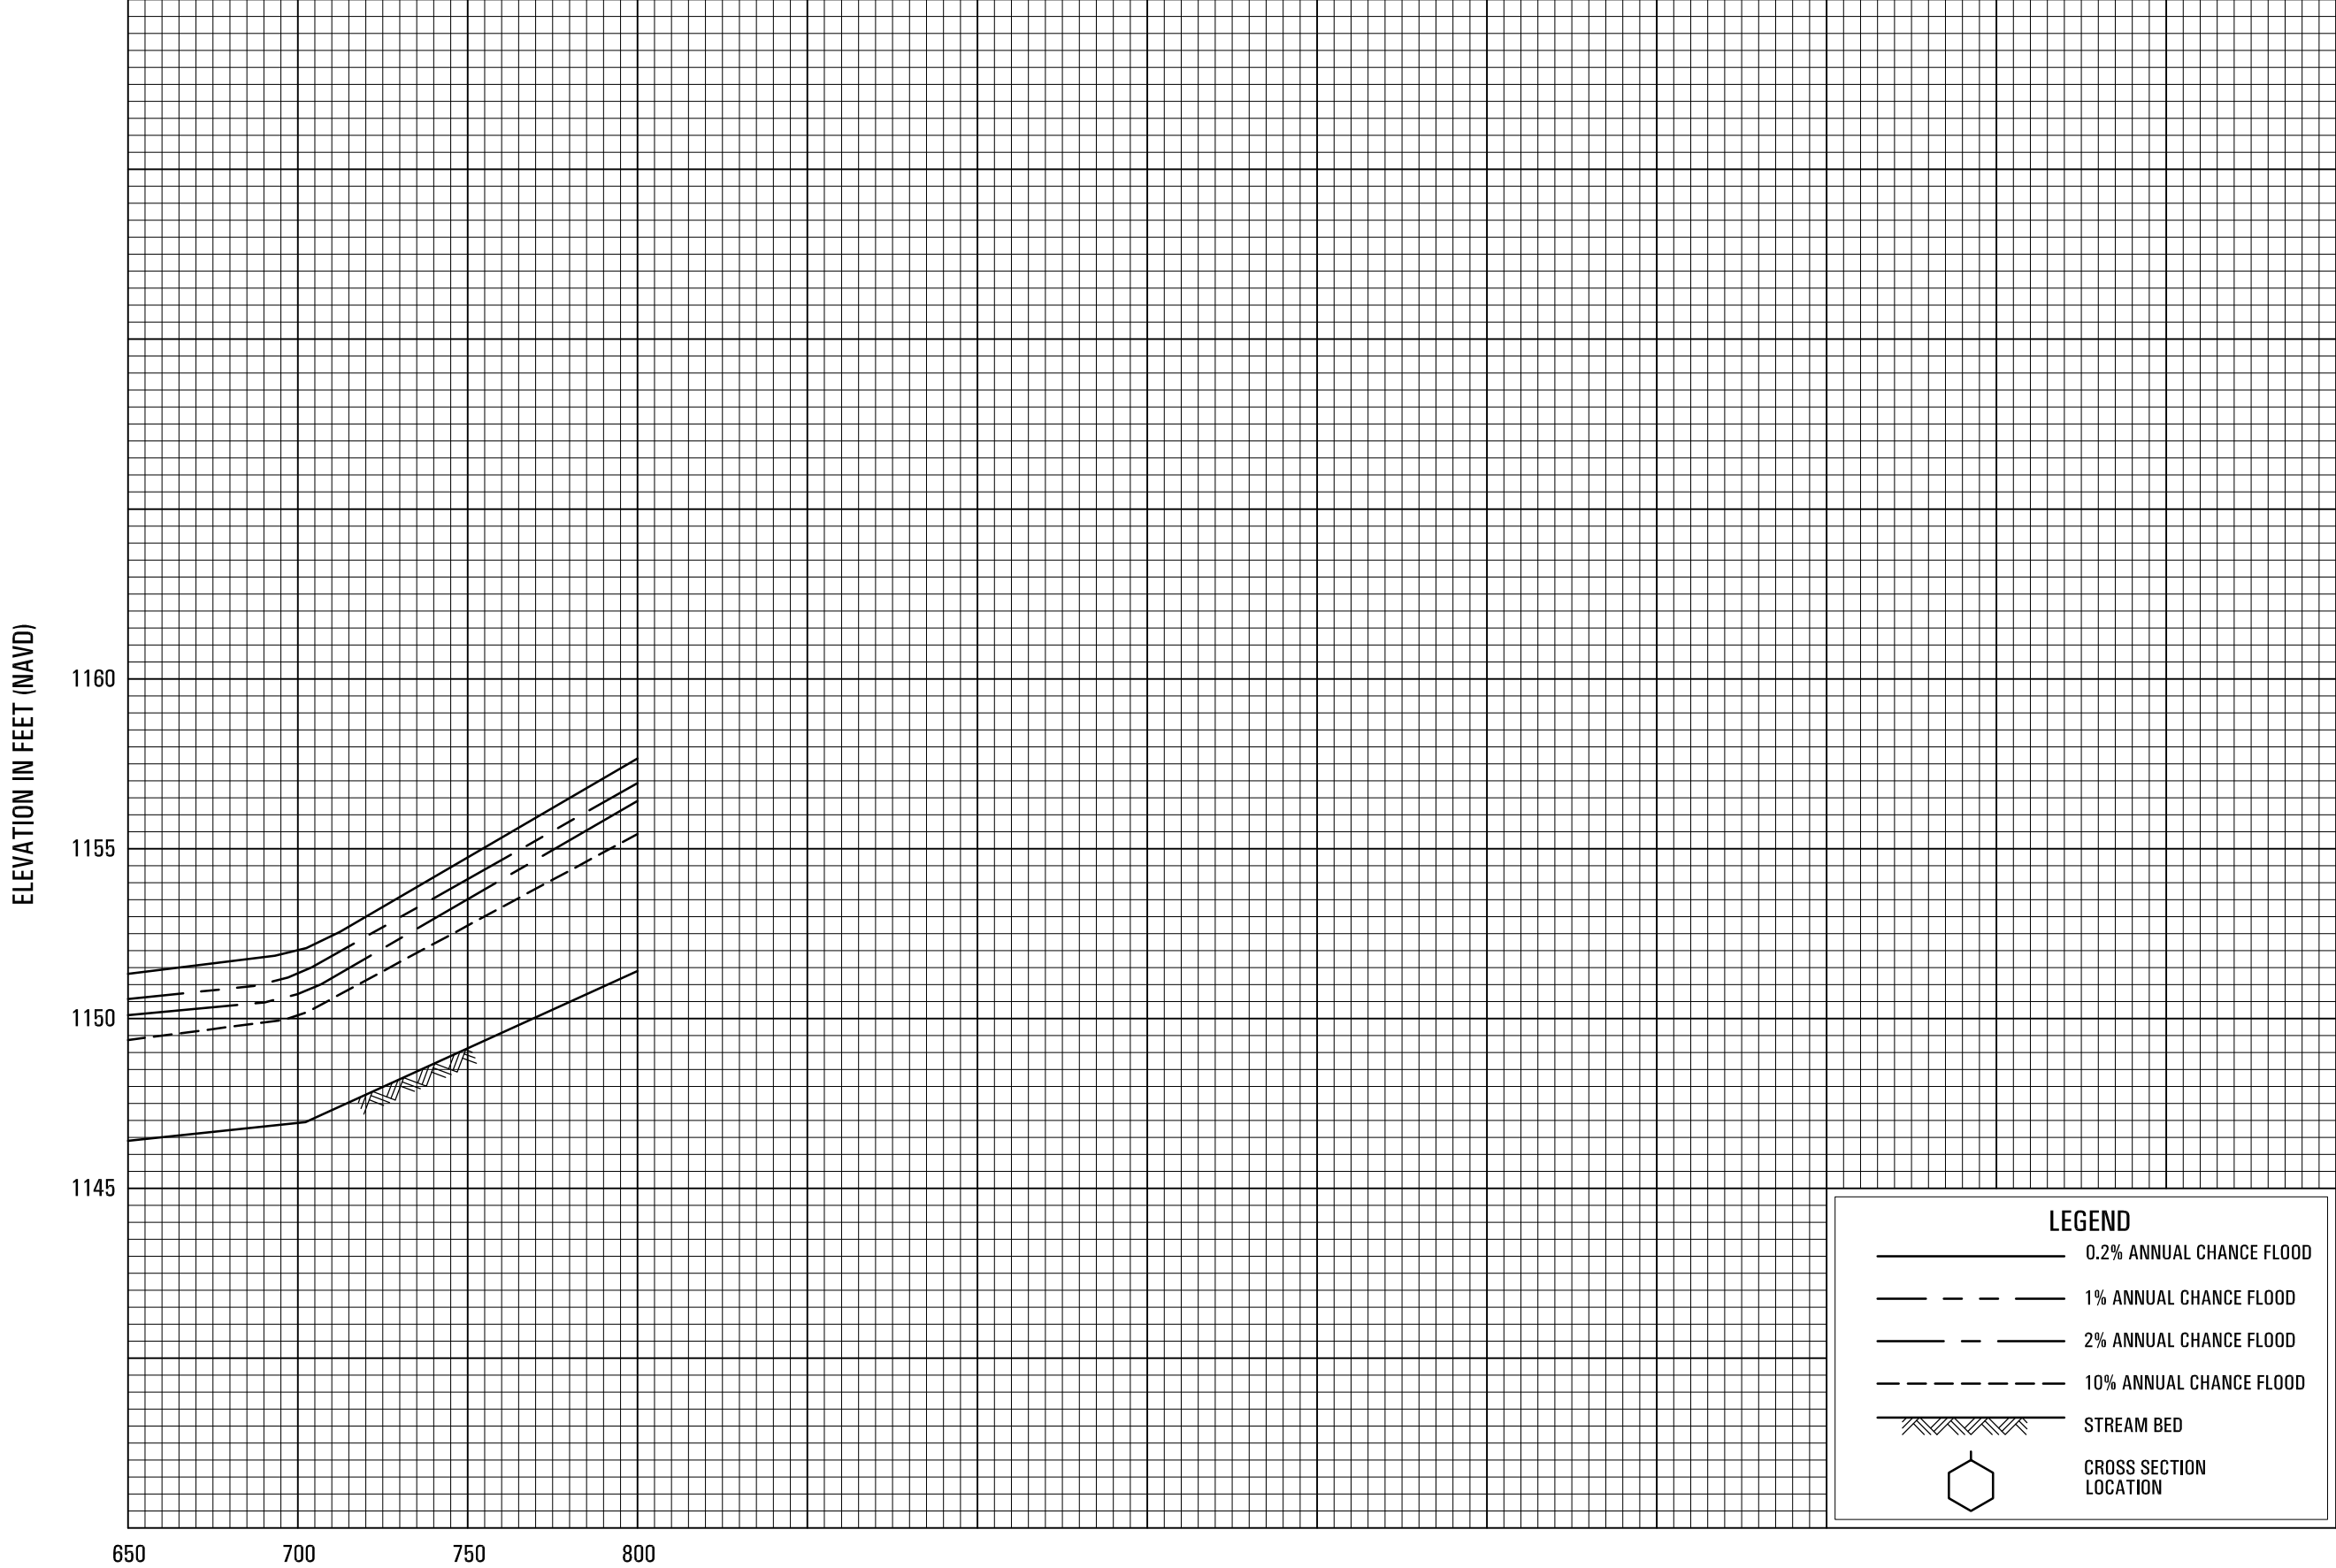 ELEVATION IN FEET (NAVD)
1160
1155
1150
1145
LEGEND
0.2% ANNUAL CHANCE FLOOD
1% ANNUAL CHANCE FLOOD
2% ANNUAL CHANCE FLOOD
10% ANNUAL CHANCE FLOOD
STREAM BED
CROSS SECTION
LOCATION
650 700 750 800